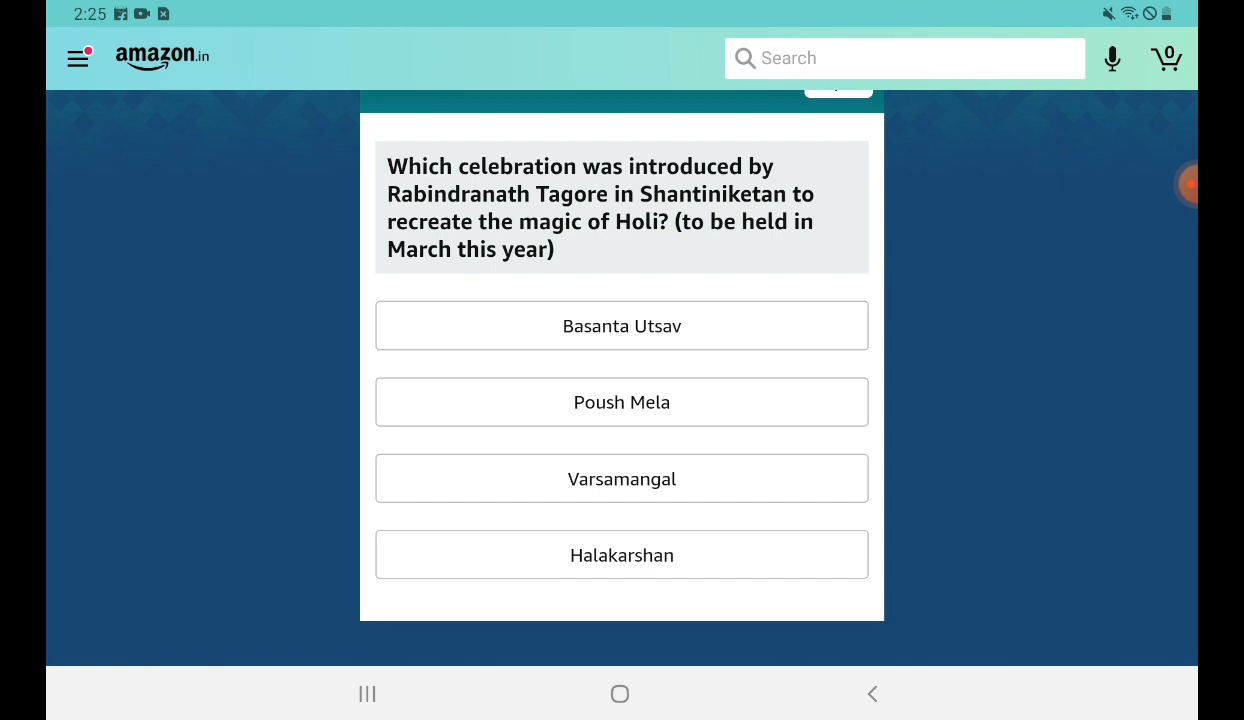 2:25
amazon.in
Search
0
Which celebration was introduced by
Rabindranath Tagore in Shantiniketan to
recreate the magic of Holi? (to be held in
March this year)
Basanta Utsav
Poush Mela
Varsamangal
Halakarshan